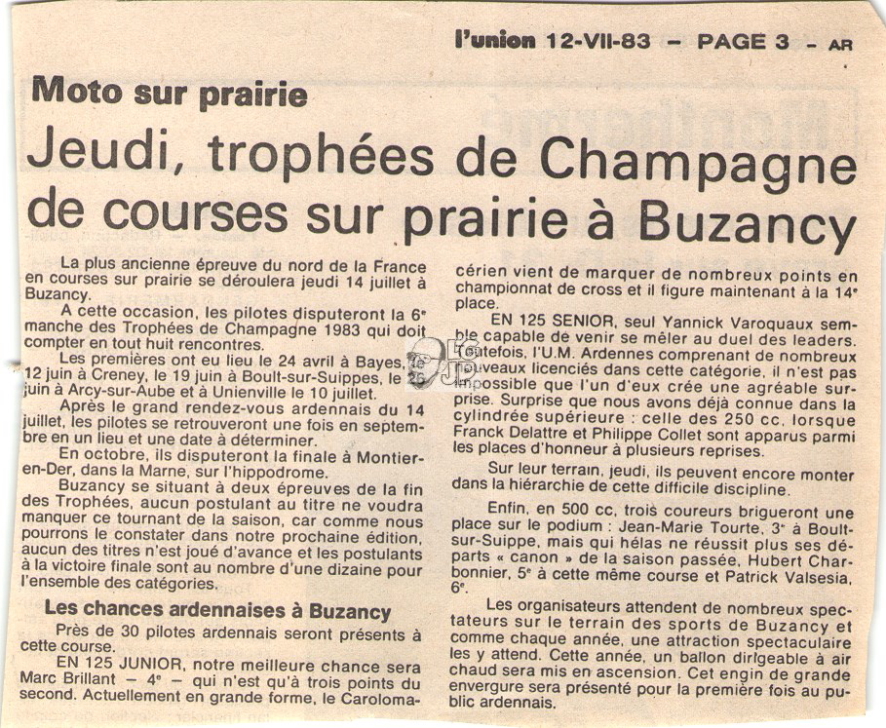 l'union 12-VII-83 – PAGE 3 – AR
Moto sur prairie
Jeudi, trophées de Champagne
de courses sur prairie à Buzancy
La plus ancienne épreuve du nord de la France
en courses sur prairie se déroulera jeudi 14 juillet à
Buzancy.
A cette occasion, les pilotes disputeront la 6e
manche des Trophées de Champagne 1983 qui doit
compter en tout huit rencontres.
Les premières ont eu lieu le 24 avril à Bayes, le
12 juin à Creney, le 19 juin à Boult-sur-Suippes, le 26
juin à Arcy-sur-Aube et à Unienville le 10 juillet.
Après le grand rendez-vous ardennais du 14
juillet, les pilotes se retrouveront une fois en septem-
bre en un lieu et une date à déterminer.
En octobre, ils disputeront la finale à Montier-
en-Der, dans la Marne, sur l'hippodrome.
Buzancy se situant à deux épreuves de la fin
des Trophées, aucun postulant au titre ne voudra
manquer ce tournant de la saison, car comme nous
pourrons le constater dans notre prochaine édition,
aucun des titres n'est joué d'avance et les postulants
à la victoire finale sont au nombre d'une dizaine pour
l'ensemble des catégories.
Les chances ardennaises à Buzancy
Près de 30 pilotes ardennais seront présents à
cette course.
EN 125 JUNIOR, notre meilleure chance sera
Marc Brillant – 4e – qui n'est qu'à trois points du
second. Actuellement en grande forme, le Caroloma-
cérien vient de marquer de nombreux points en
championnat de cross et il figure maintenant à la 14e
place.
EN 125 SENIOR, seul Yannick Varoquaux sem-
ble capable de venir se mêler au duel des leaders.
Toutefois, l'U.M. Ardennes comprenant de nombreux
nouveaux licenciés dans cette catégorie, il n'est pas
impossible que l'un d'eux crée une agréable sur-
prise. Surprise que nous avons déjà connue dans la
cylindrée supérieure : celle des 250 cc, lorsque
Franck Delattre et Philippe Collet sont apparus parmi
les places d'honneur à plusieurs reprises.
Sur leur terrain, jeudi, ils peuvent encore monter
dans la hiérarchie de cette difficile discipline.
Enfin, en 500 cc, trois coureurs brigueront une
place sur le podium : Jean-Marie Tourte, 3e à Boult-
sur-Suippe, mais qui hélas ne réussit plus ses dé-
parts « canon » de la saison passée, Hubert Char-
bonnier, 5e à cette même course et Patrick Valsesia,
6e.
Les organisateurs attendent de nombreux spec-
tateurs sur le terrain des sports de Buzancy et
comme chaque année, une attraction spectaculaire
les y attend. Cette année, un ballon dirigeable à air
chaud sera mis en ascension. Cet engin de grande
envergure sera présenté pour la première fois au pu-
blic ardennais.